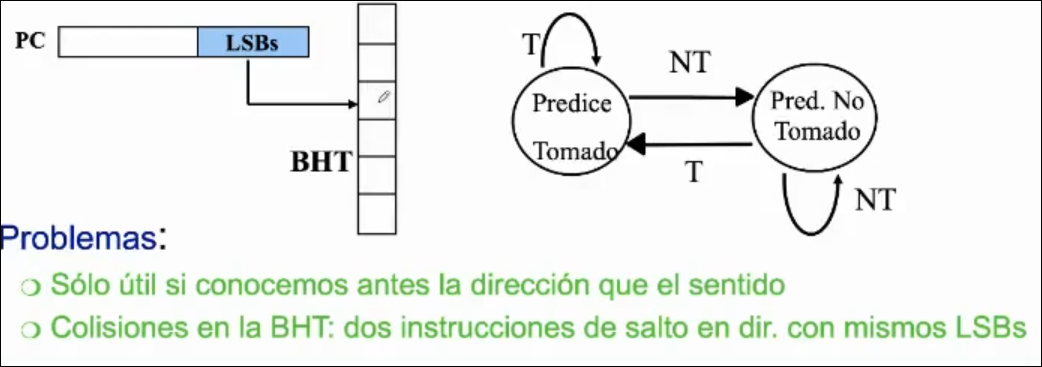 PC
LSBs
BHT
T
Predice
Tomado
NT
T
Pred. No
Tomado
NT
Problemas:
Sólo útil si conocemos antes la dirección que el sentido
Colisiones en la BHT: dos instrucciones de salto en dir. con mismos LSBs